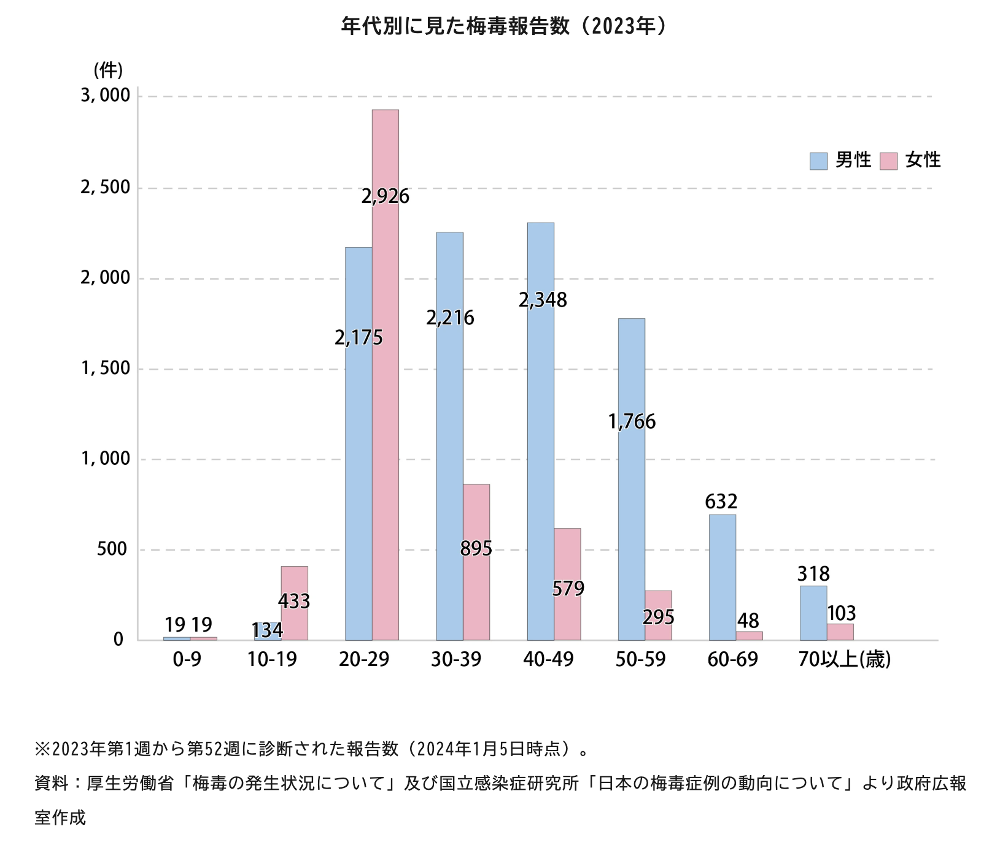 年代別に見た梅毒報告数（2023年）
(件)
3,000
2,500
2,000
1,500
1,000
500
0
男性 女性
19 19
134 433
2,175 2,926
2,216 895
2,348 579
1,766 295
632 48
318 103
0-9 10-19 20-29 30-39 40-49 50-59 60-69 70以上(歳)
※2023年第1週から第52週に診断された報告数（2024年1月5日時点）。
資料：厚生労働省「梅毒の発生状況について」及び国立感染症研究所「日本の梅毒症例の動向について」より政府広報
室作成